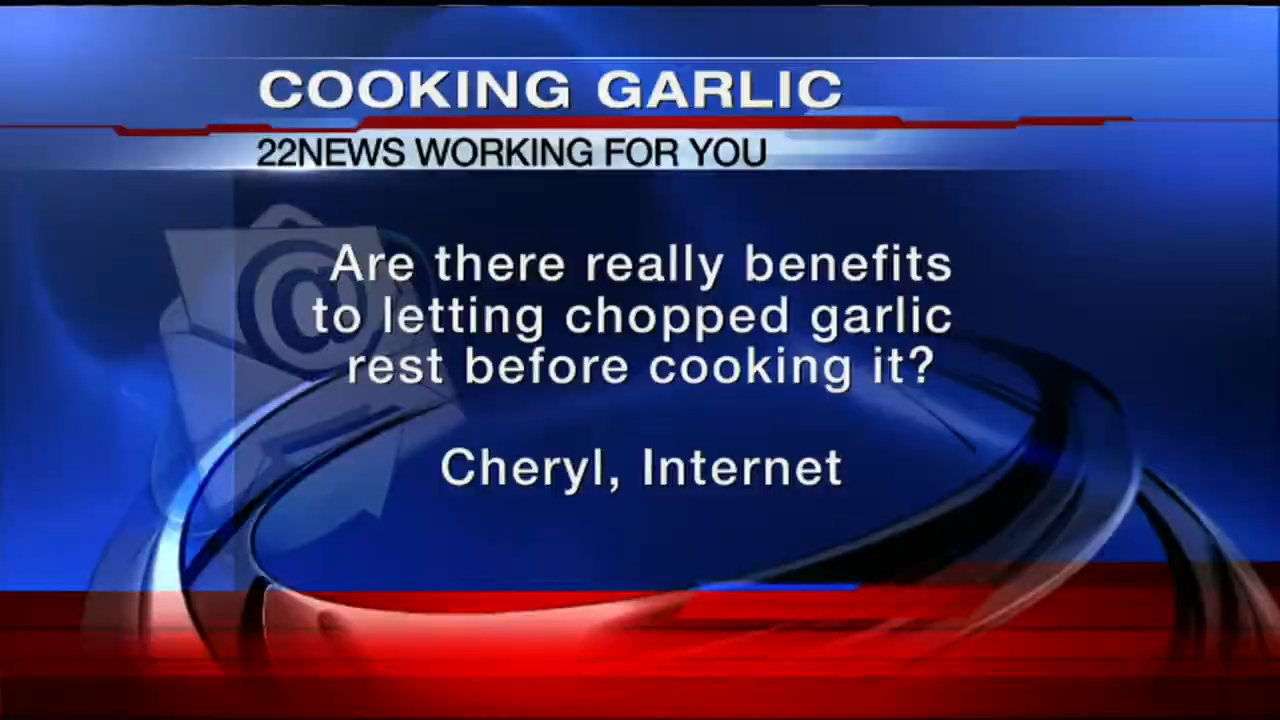 COOKING GARLIC
22NEWS WORKING FOR YOU
Are there really benefits
to letting chopped garlic
rest before cooking it?
Cheryl, Internet